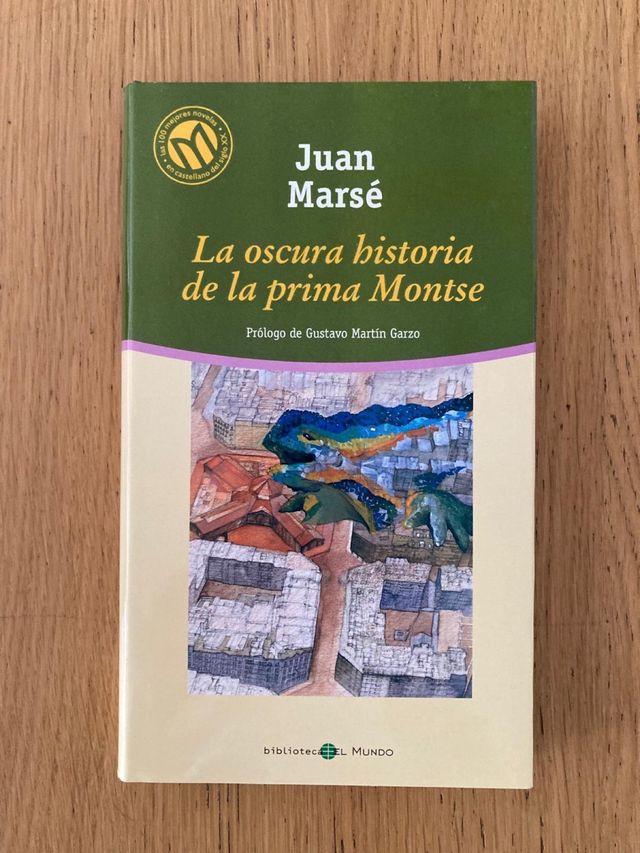 las 100 mejores novelas • en castellano del siglo XX •
Juan
Marsé
La oscura historia
de la prima Montse
Prólogo de Gustavo Martín Garzo
biblioteca EL MUNDO